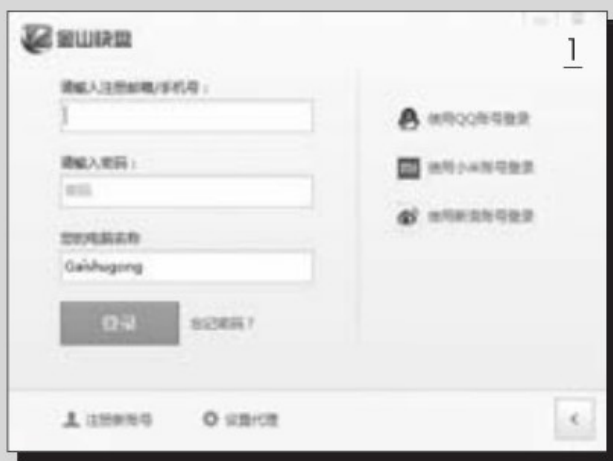 金山快盘
1
请输入注册邮箱/手机号：
请输入密码：
密码
您的电脑名称
Gaishugong
登录
忘记密码？
使用QQ账号登录
使用小米账号登录
使用新浪账号登录
注册新账号
设置代理